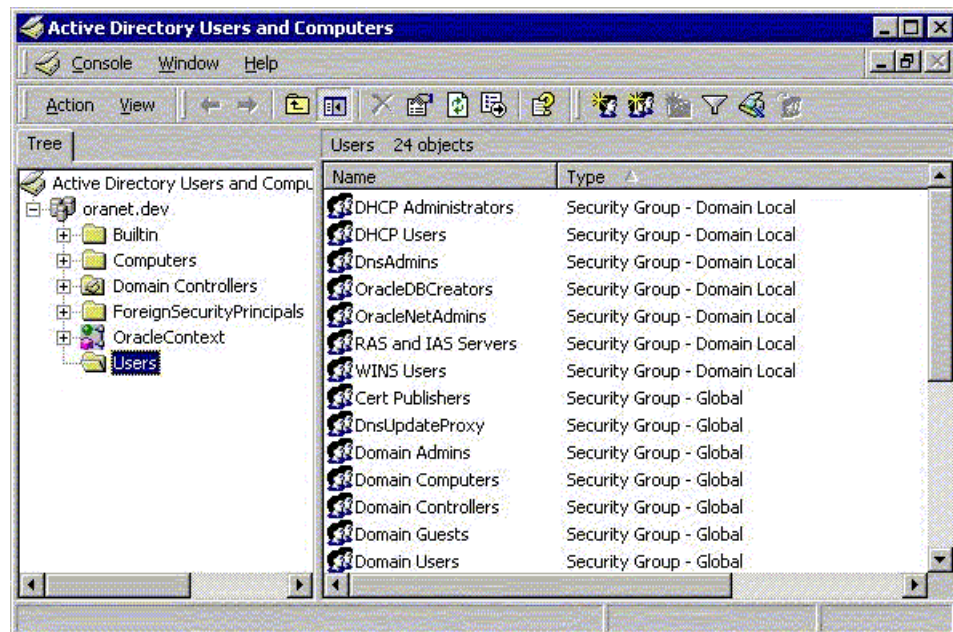 Active Directory Users and Computers
Console Window Help
Action View
Tree
Users 24 objects
Active Directory Users and Compu
oranet.dev
Builtin
Computers
Domain Controllers
ForeignSecurityPrincipals
OracleContext
Users
Name Type
DHCP Administrators Security Group - Domain Local
DHCP Users Security Group - Domain Local
DnsAdmins Security Group - Domain Local
OracleDBCreators Security Group - Domain Local
OracleNetAdmins Security Group - Domain Local
RAS and IAS Servers Security Group - Domain Local
WINS Users Security Group - Domain Local
Cert Publishers Security Group - Global
DnsUpdateProxy Security Group - Global
Domain Admins Security Group - Global
Domain Computers Security Group - Global
Domain Controllers Security Group - Global
Domain Guests Security Group - Global
Domain Users Security Group - Global